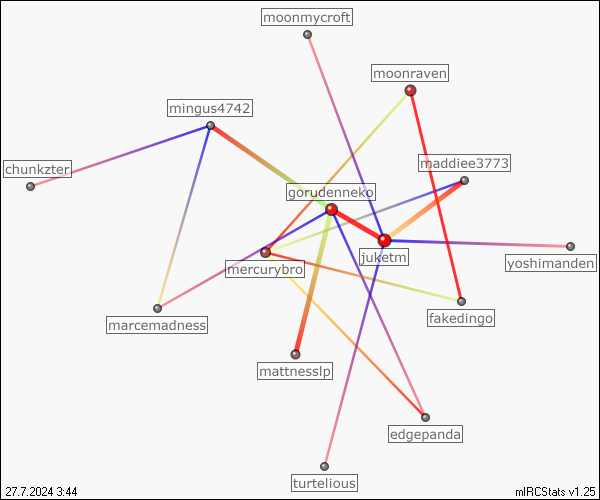 moonmycroft
moonraven
mingus4742
maddiee3773
chunkzter
gorudenneko
juketm
yoshimanden
mercurybro
fakedingo
marcemadness
mattnesslp
edgepanda
turtelious
27.7.2024 3:44
mIRCStats v1.25